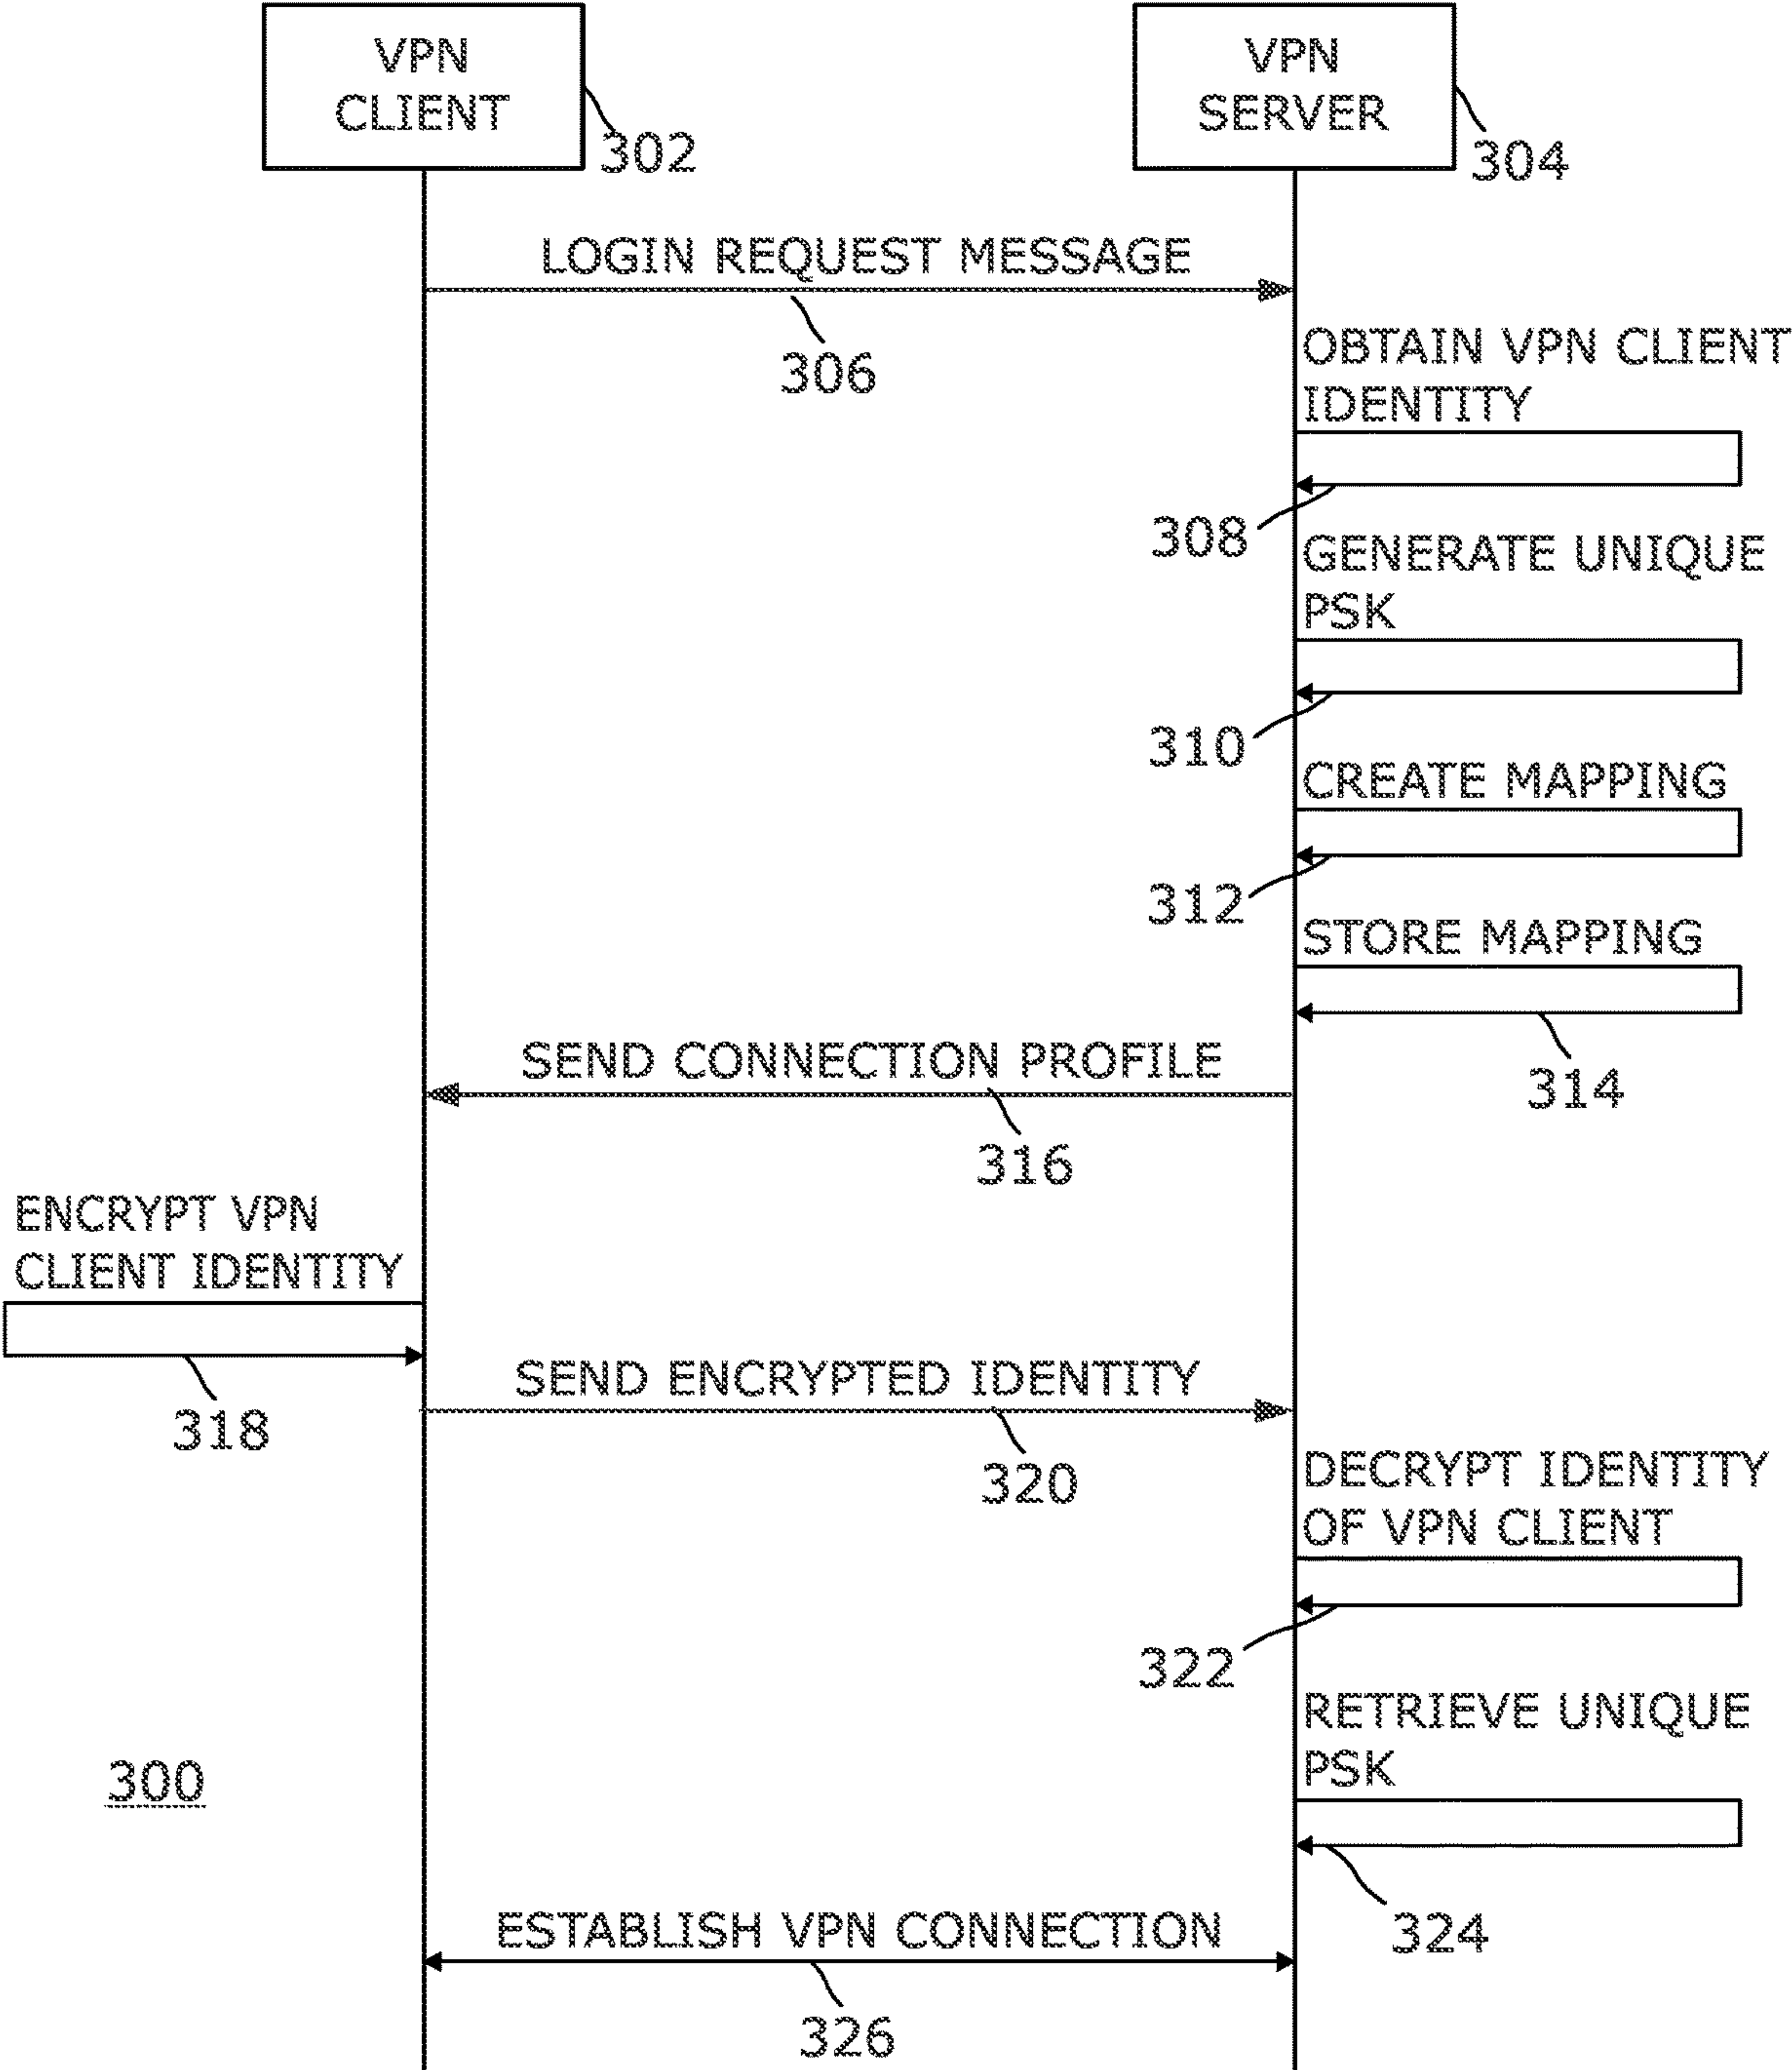 VPN
CLIENT
302
VPN
SERVER
304
LOGIN REQUEST MESSAGE
306
OBTAIN VPN CLIENT
IDENTITY
308
GENERATE UNIQUE
PSK
310
CREATE MAPPING
312
STORE MAPPING
314
SEND CONNECTION PROFILE
316
ENCRYPT VPN
CLIENT IDENTITY
318
SEND ENCRYPTED IDENTITY
320
DECRYPT IDENTITY
OF VPN CLIENT
322
RETRIEVE UNIQUE
PSK
324
300
ESTABLISH VPN CONNECTION
326